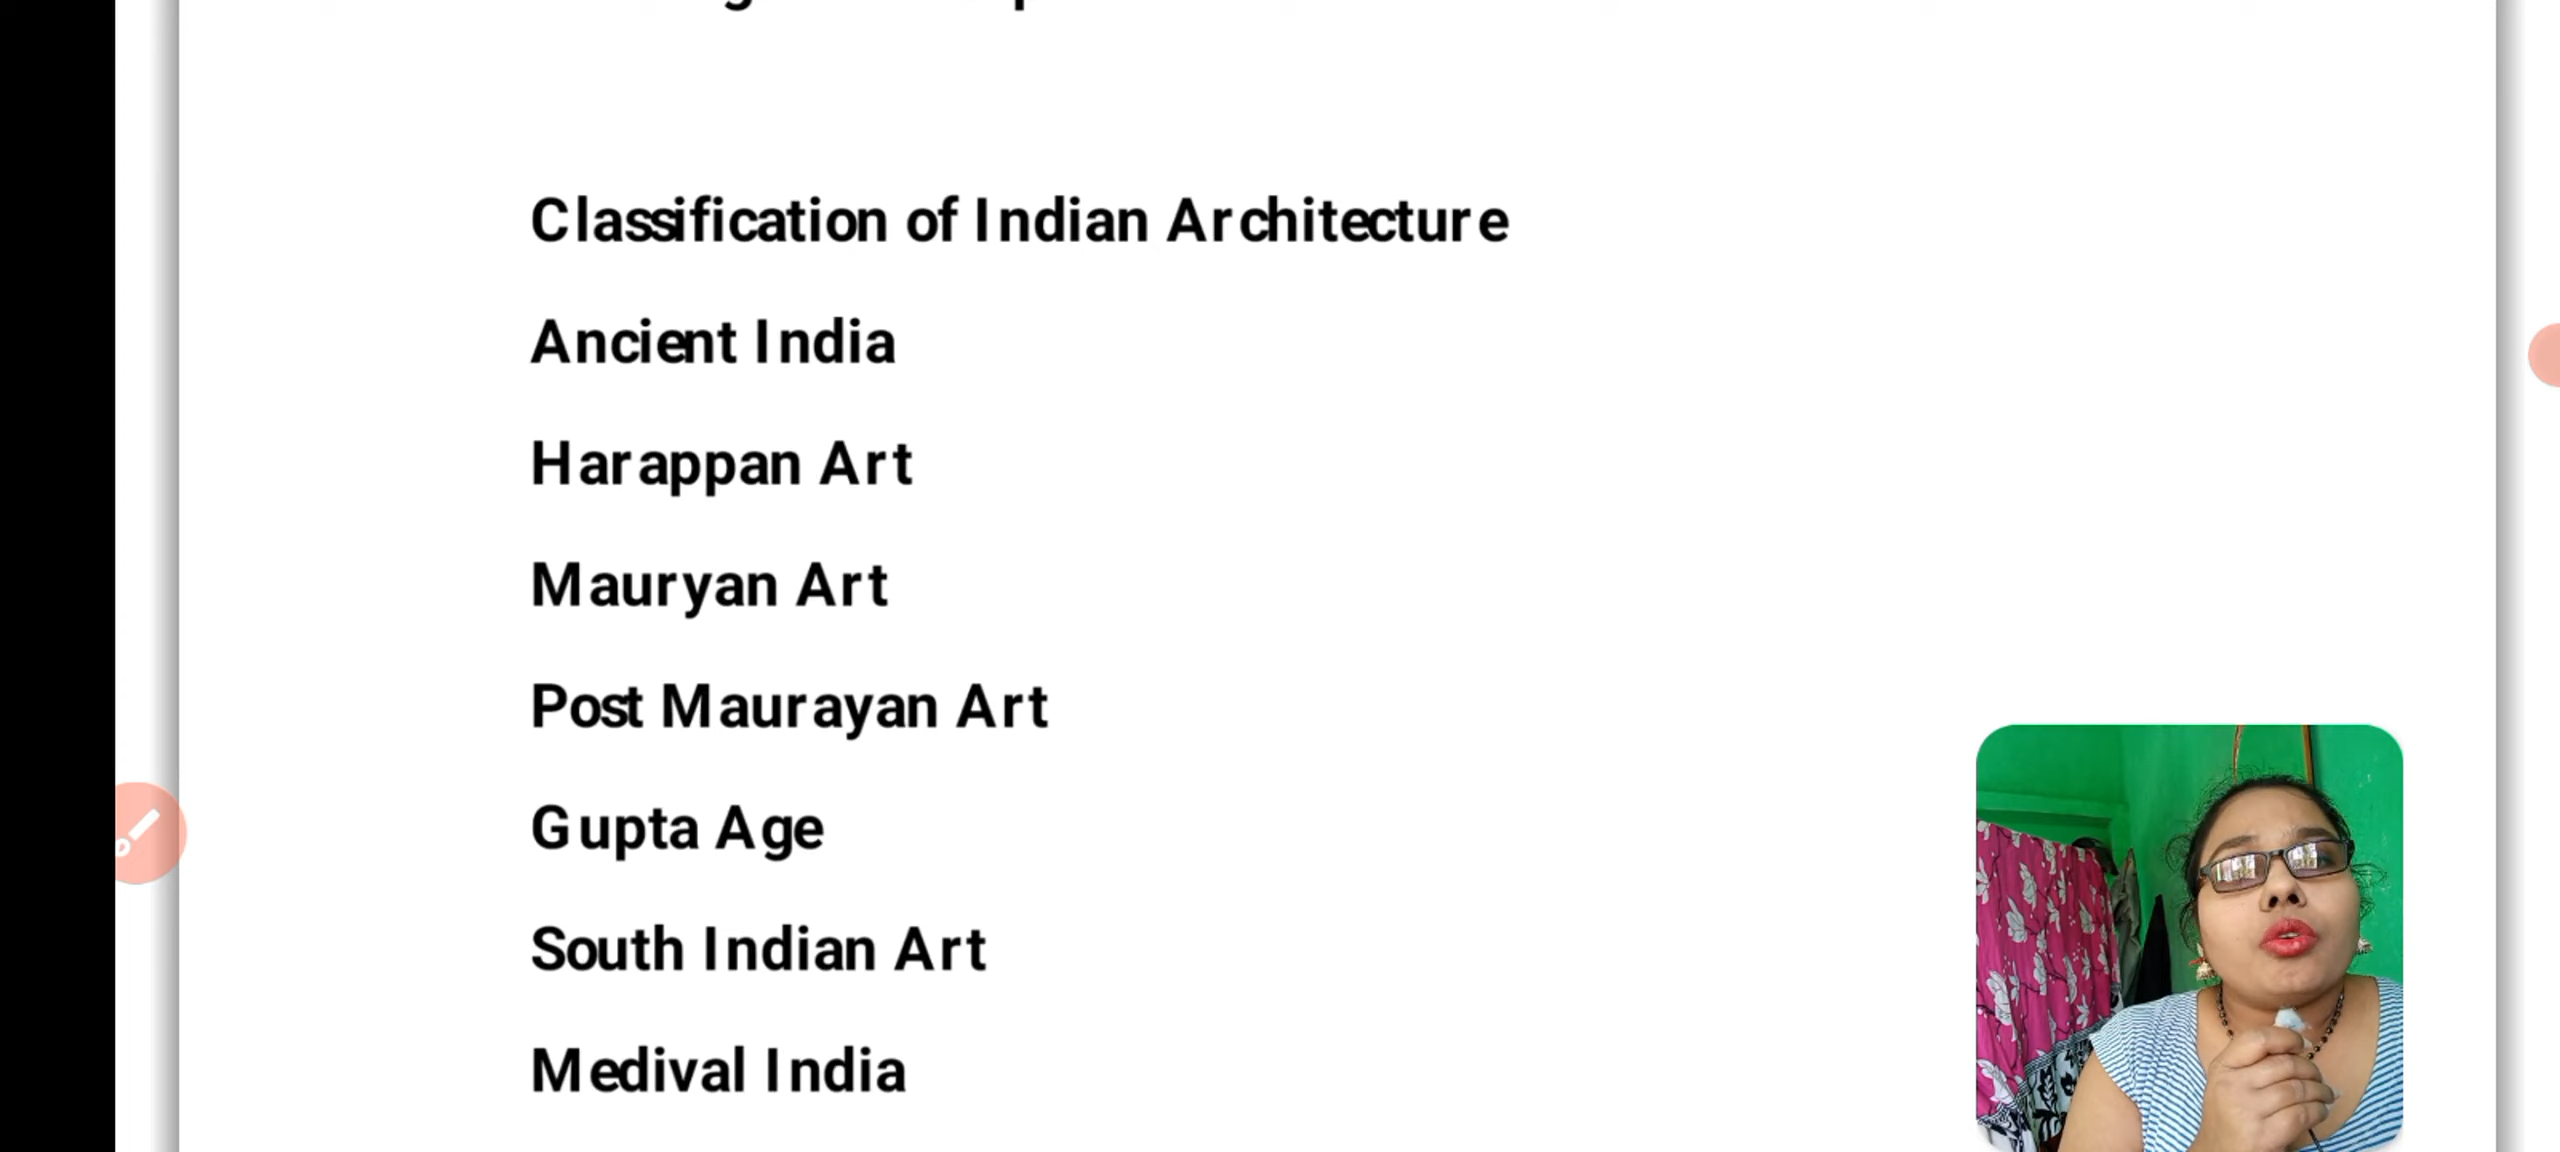 Classification of Indian Architecture
Ancient India
Harappan Art
Mauryan Art
Post Maurayan Art
Gupta Age
South Indian Art
Medival India